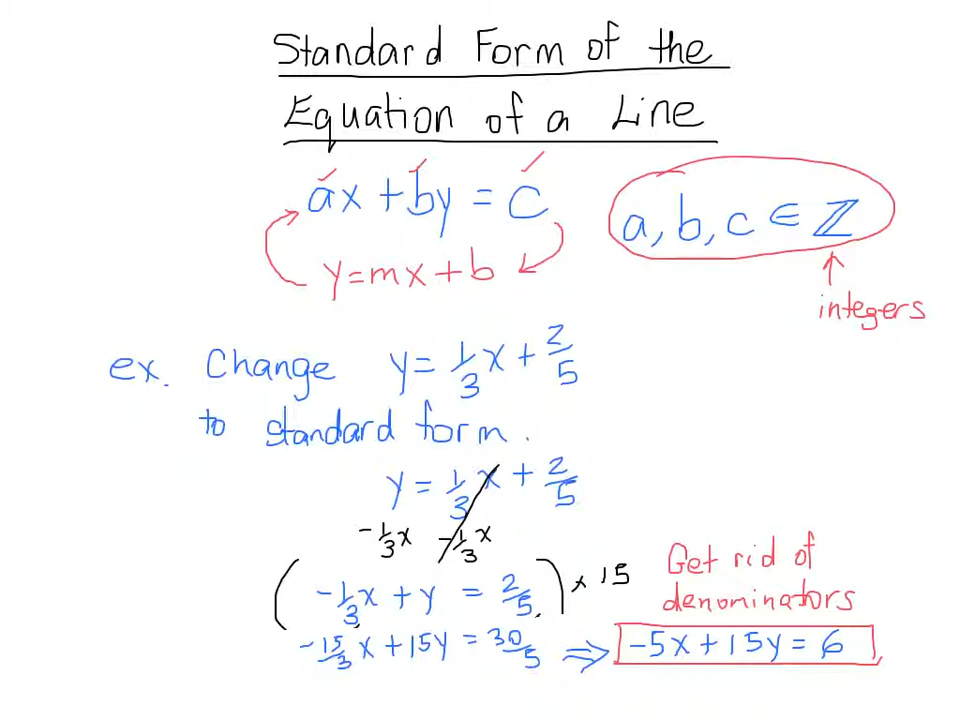 Standard Form of the
Equation of a Line
ax + by = c
a, b, c ∈ ℤ
y=mx+b
integers
ex. Change y= 1/3 x + 2/5
to standard form.
y = 1/3 x + 2/5
-1/3 x -1/3 x
(-1/3 x + y = 2/5) × 15
Get rid of
denominators
-15/3 x + 15y = 30/5 ⇒ -5x + 15y = 6